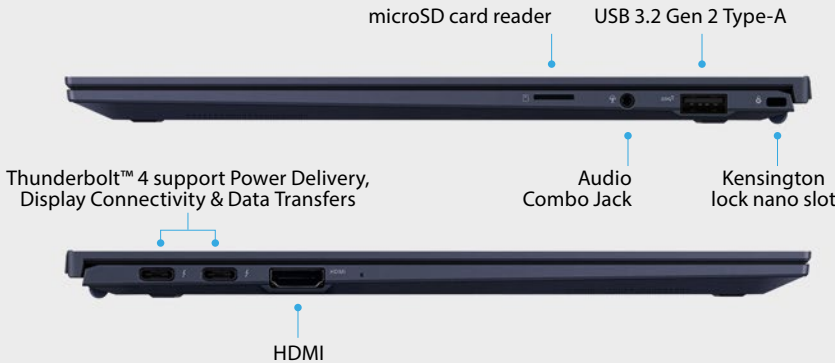 microSD card reader
USB 3.2 Gen 2 Type-A
Audio
Combo Jack
Kensington
lock nano slot
Thunderbolt™ 4 support Power Delivery,
Display Connectivity & Data Transfers
HDMI
HDMI